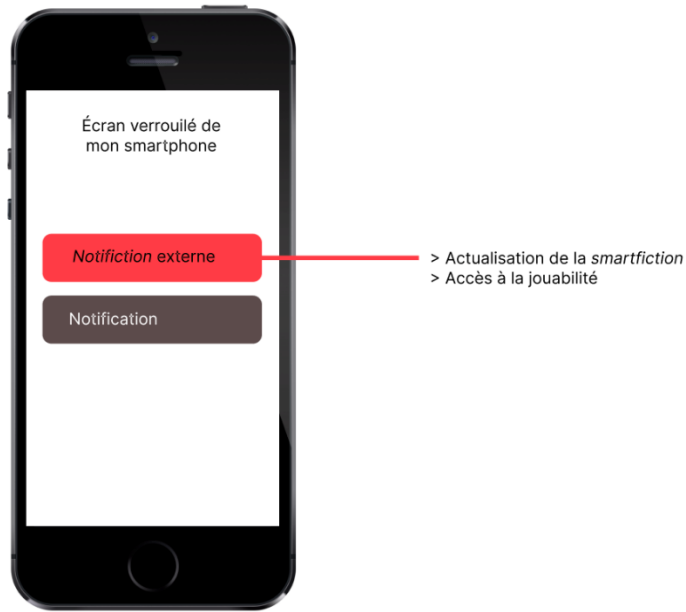 Écran verrouilé de
mon smartphone
Notifiction externe
Notification
> Actualisation de la smartfiction
> Accès à la jouabilité